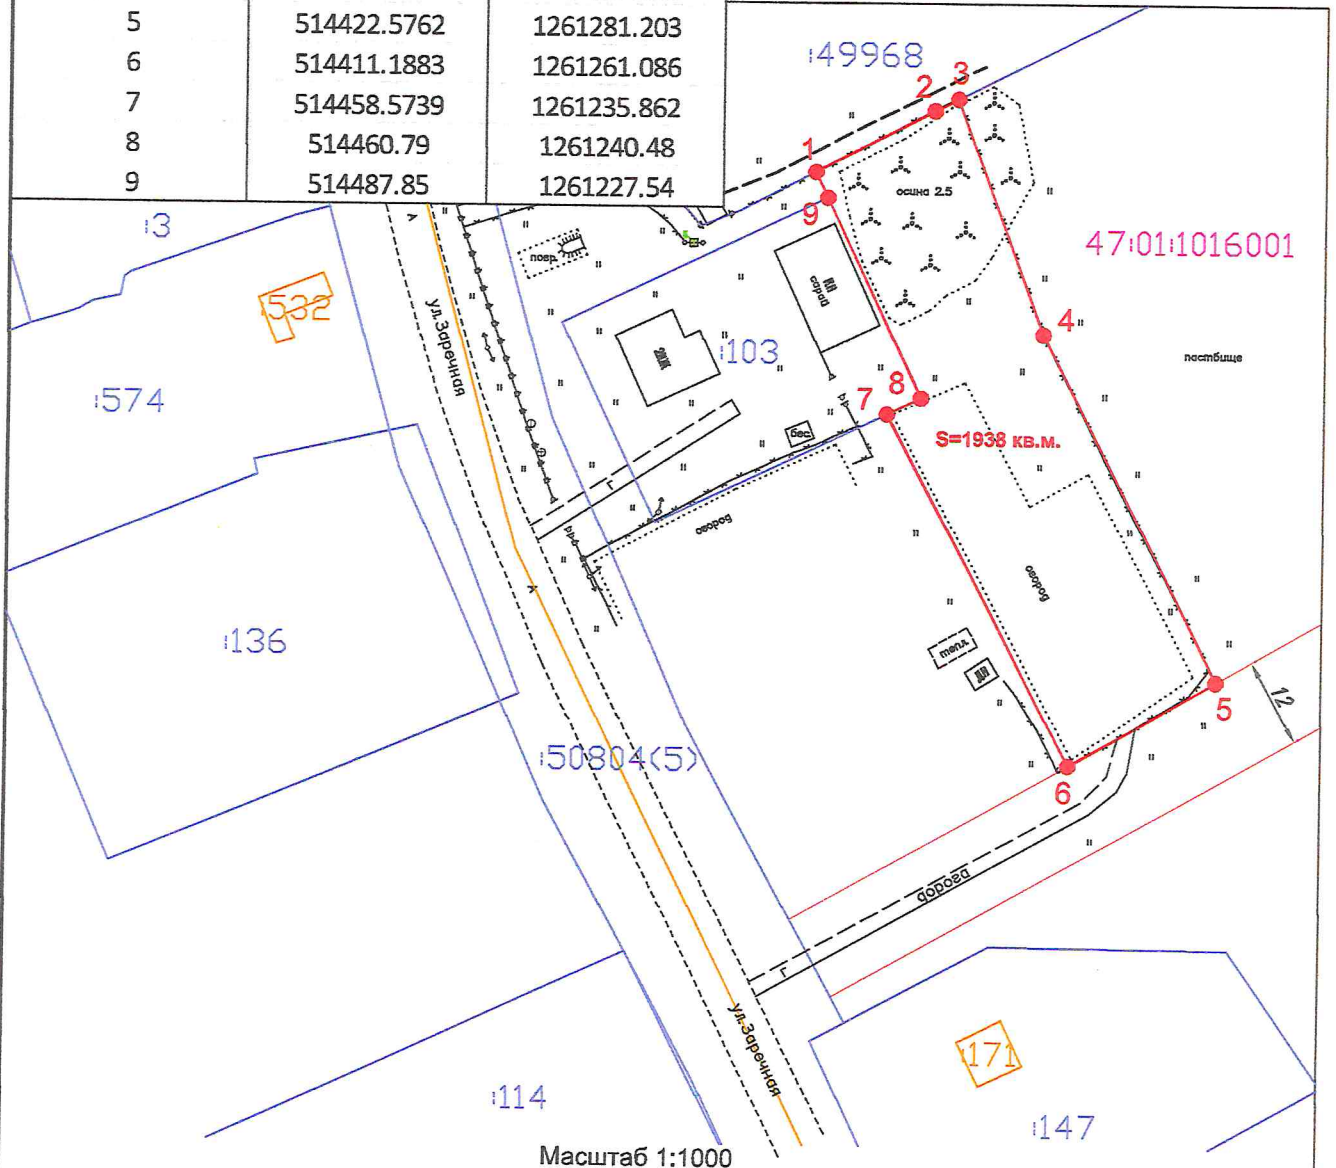 5 514422.5762 1261281.203
6 514411.1883 1261261.086
7 514458.5739 1261235.862
8 514460.79 1261240.48
9 514487.85 1261227.54
:49968
2
3
1
9
осина 2.5
:3
повр.
сарай
КН
47:01:1016001
:532
ул.Заречная
4
2КЖ
:103
пастбище
:574
7
8
бес.
S=1938 кв.м.
огород
огород
:136
тепл.
5
12
:50804(5)
6
Г
дорога
Г
ул.Заречная
:171
:114
:147
Масштаб 1:1000